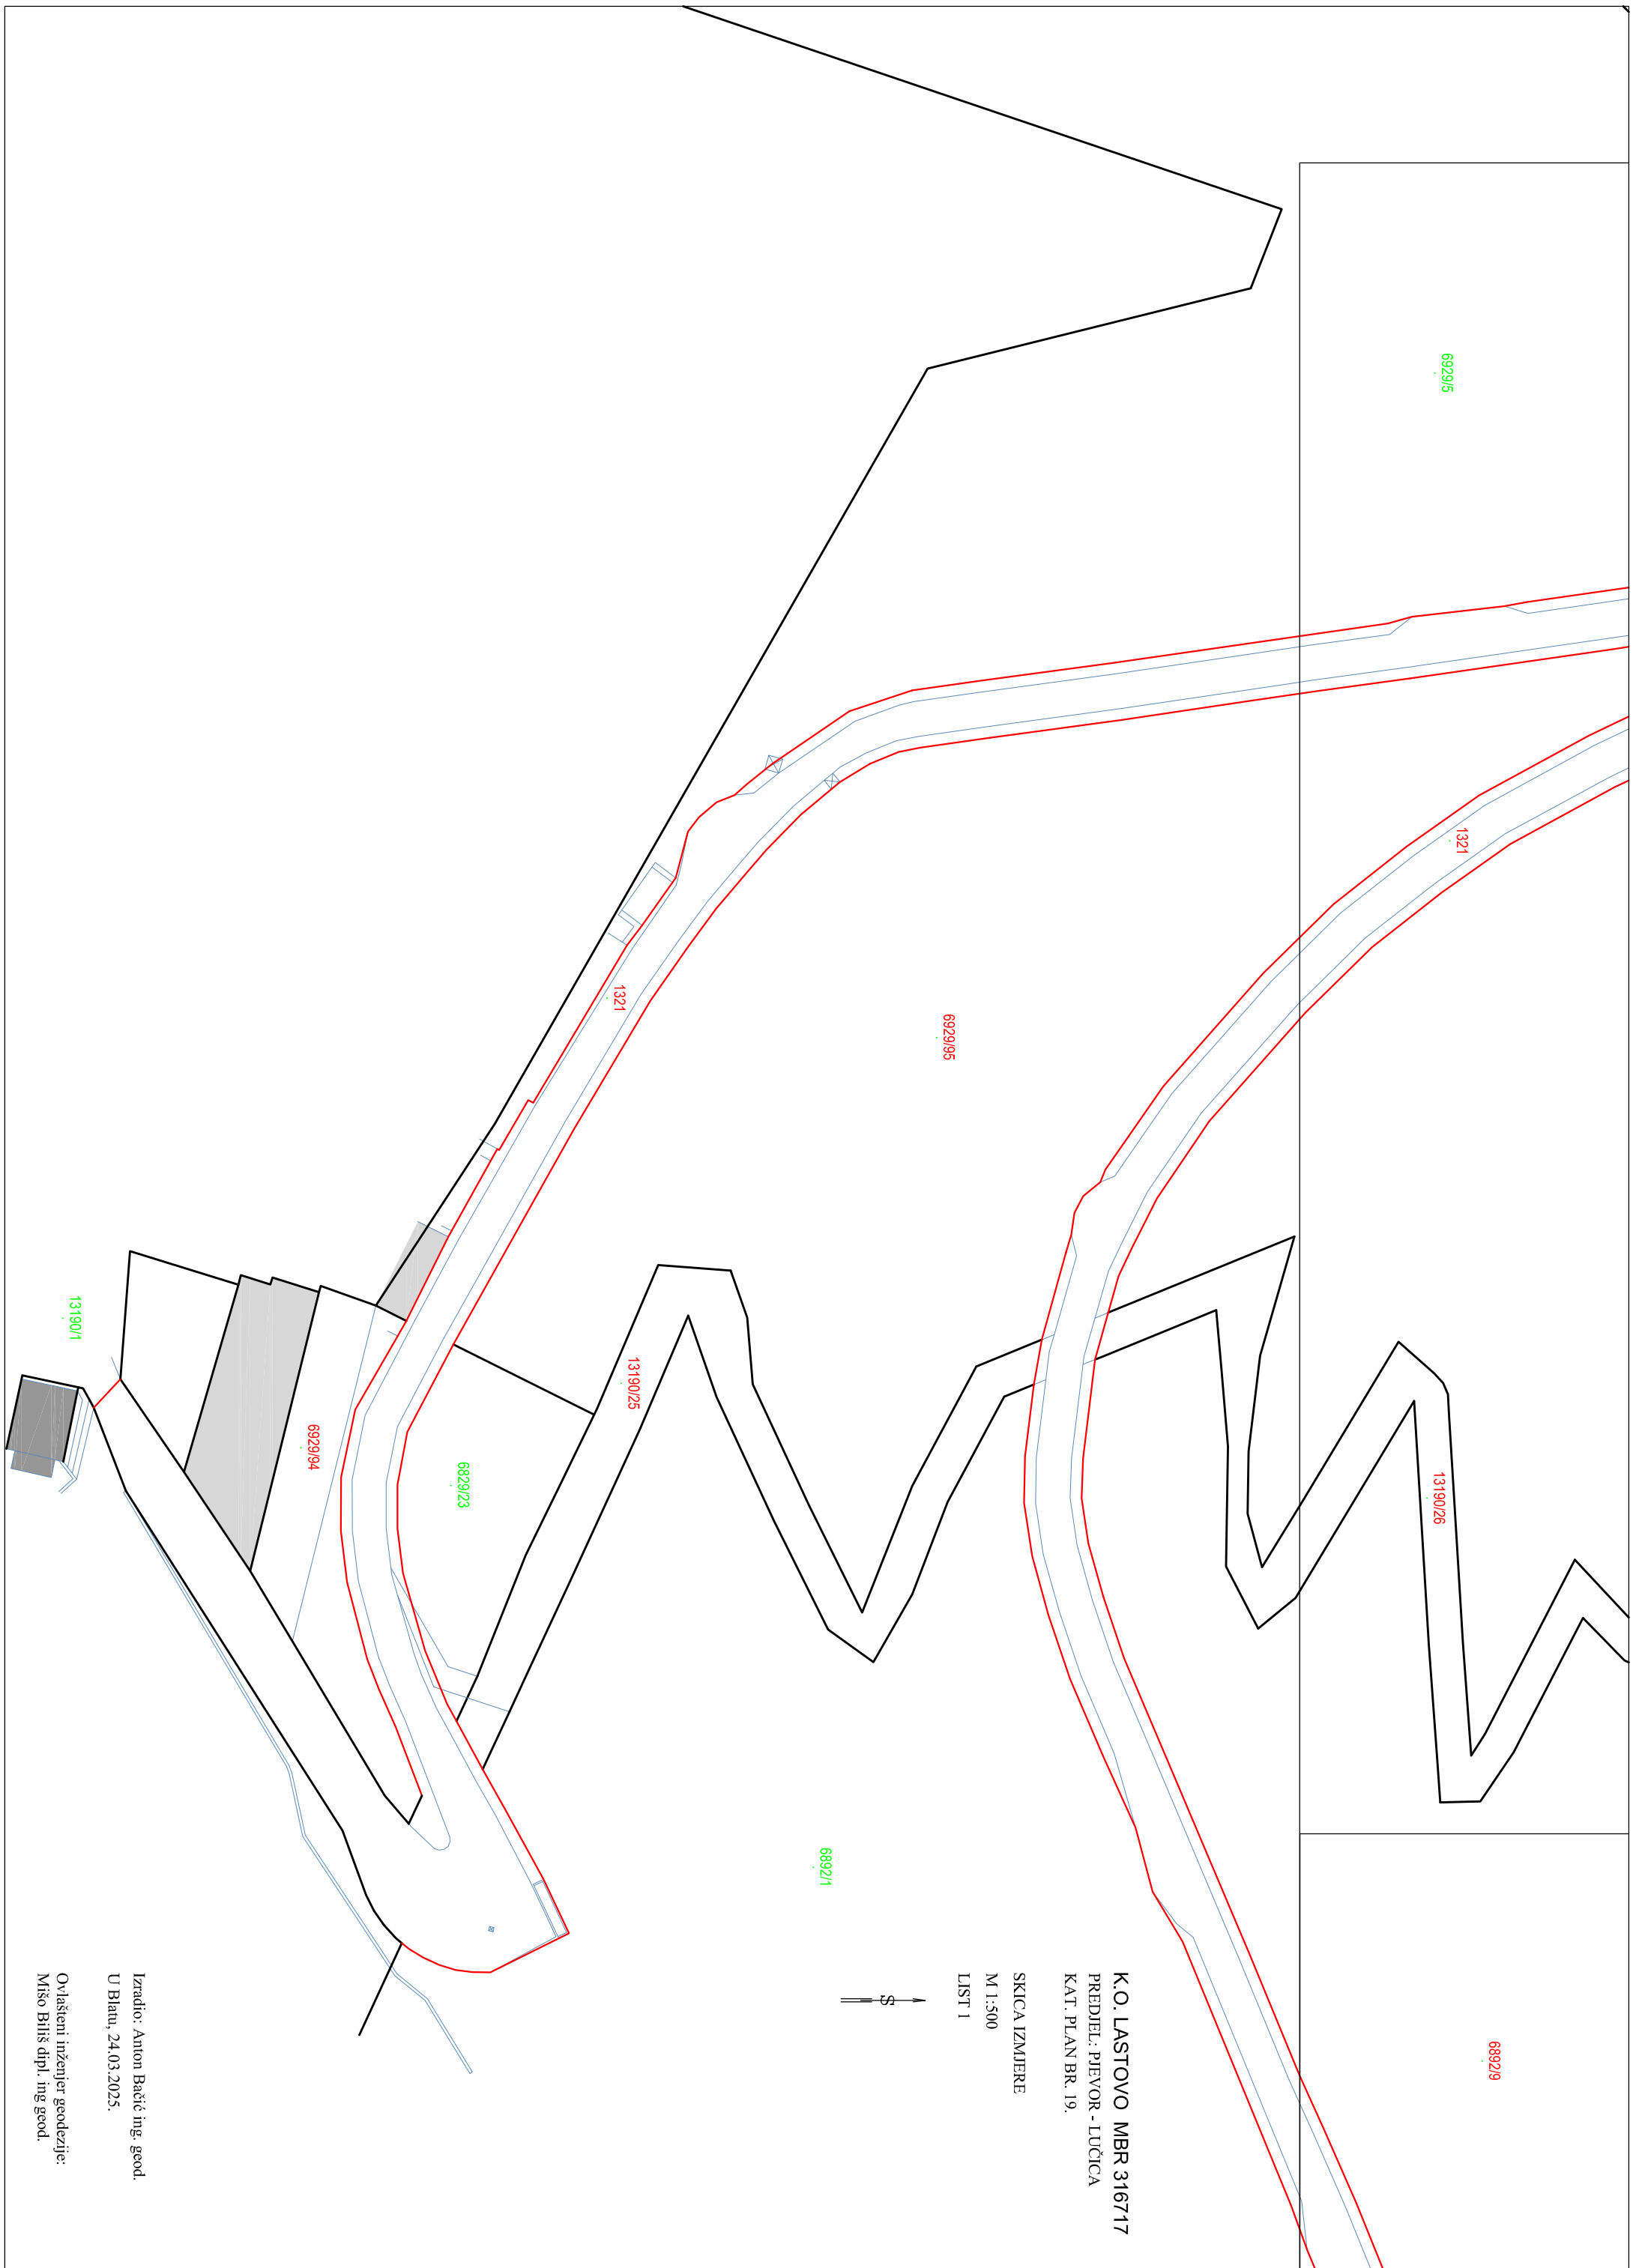 K.O. LASTOVO MBR 316717
PREDJEL: PJEVOR - LUČICA
KAT. PLAN BR. 19.
SKICA IZMJERE
M 1:500
LIST 1
S
6929/5
1321
6929/95
1321
13190/26
13190/25
6829/23
6929/94
13190/1
6892/1
6892/9
Izradio: Anton Bačić ing. geod.
U Blatu, 24.03.2025.
Ovlašteni inženjer geodezije:
Mišo Biliš dipl. ing geod.